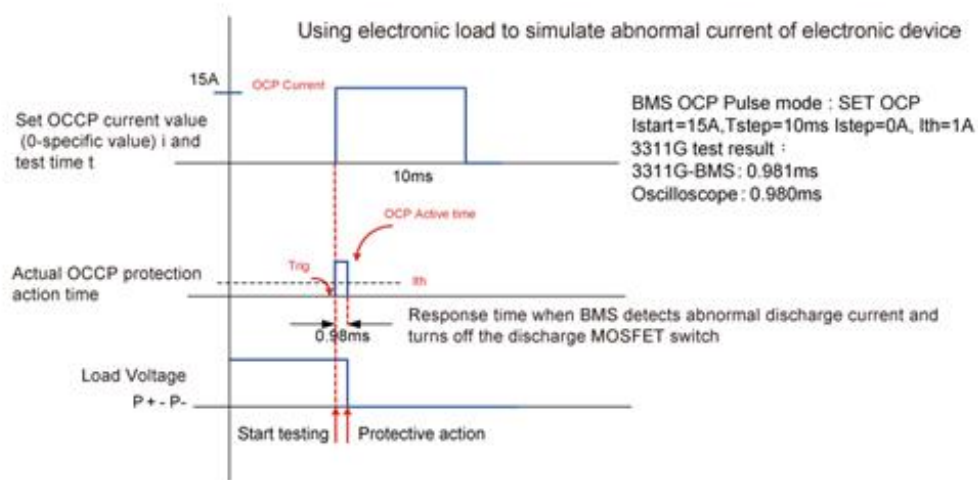 Using electronic load to simulate abnormal current of electronic device
15A
OCP Current
Set OCCP current value
(0-specific value) i and
test time t
10ms
BMS OCP Pulse mode : SET OCP
Istart=15A,Tstep=10ms Istep=0A, Ith=1A
3311G test result :
3311G-BMS : 0.981ms
Oscilloscope : 0.980ms
OCP Active time
Trig
Ith
Actual OCCP protection
action time
0.98ms
Response time when BMS detects abnormal discharge current and
turns off the discharge MOSFET switch
Load Voltage
P + - P-
Start testing
Protective action